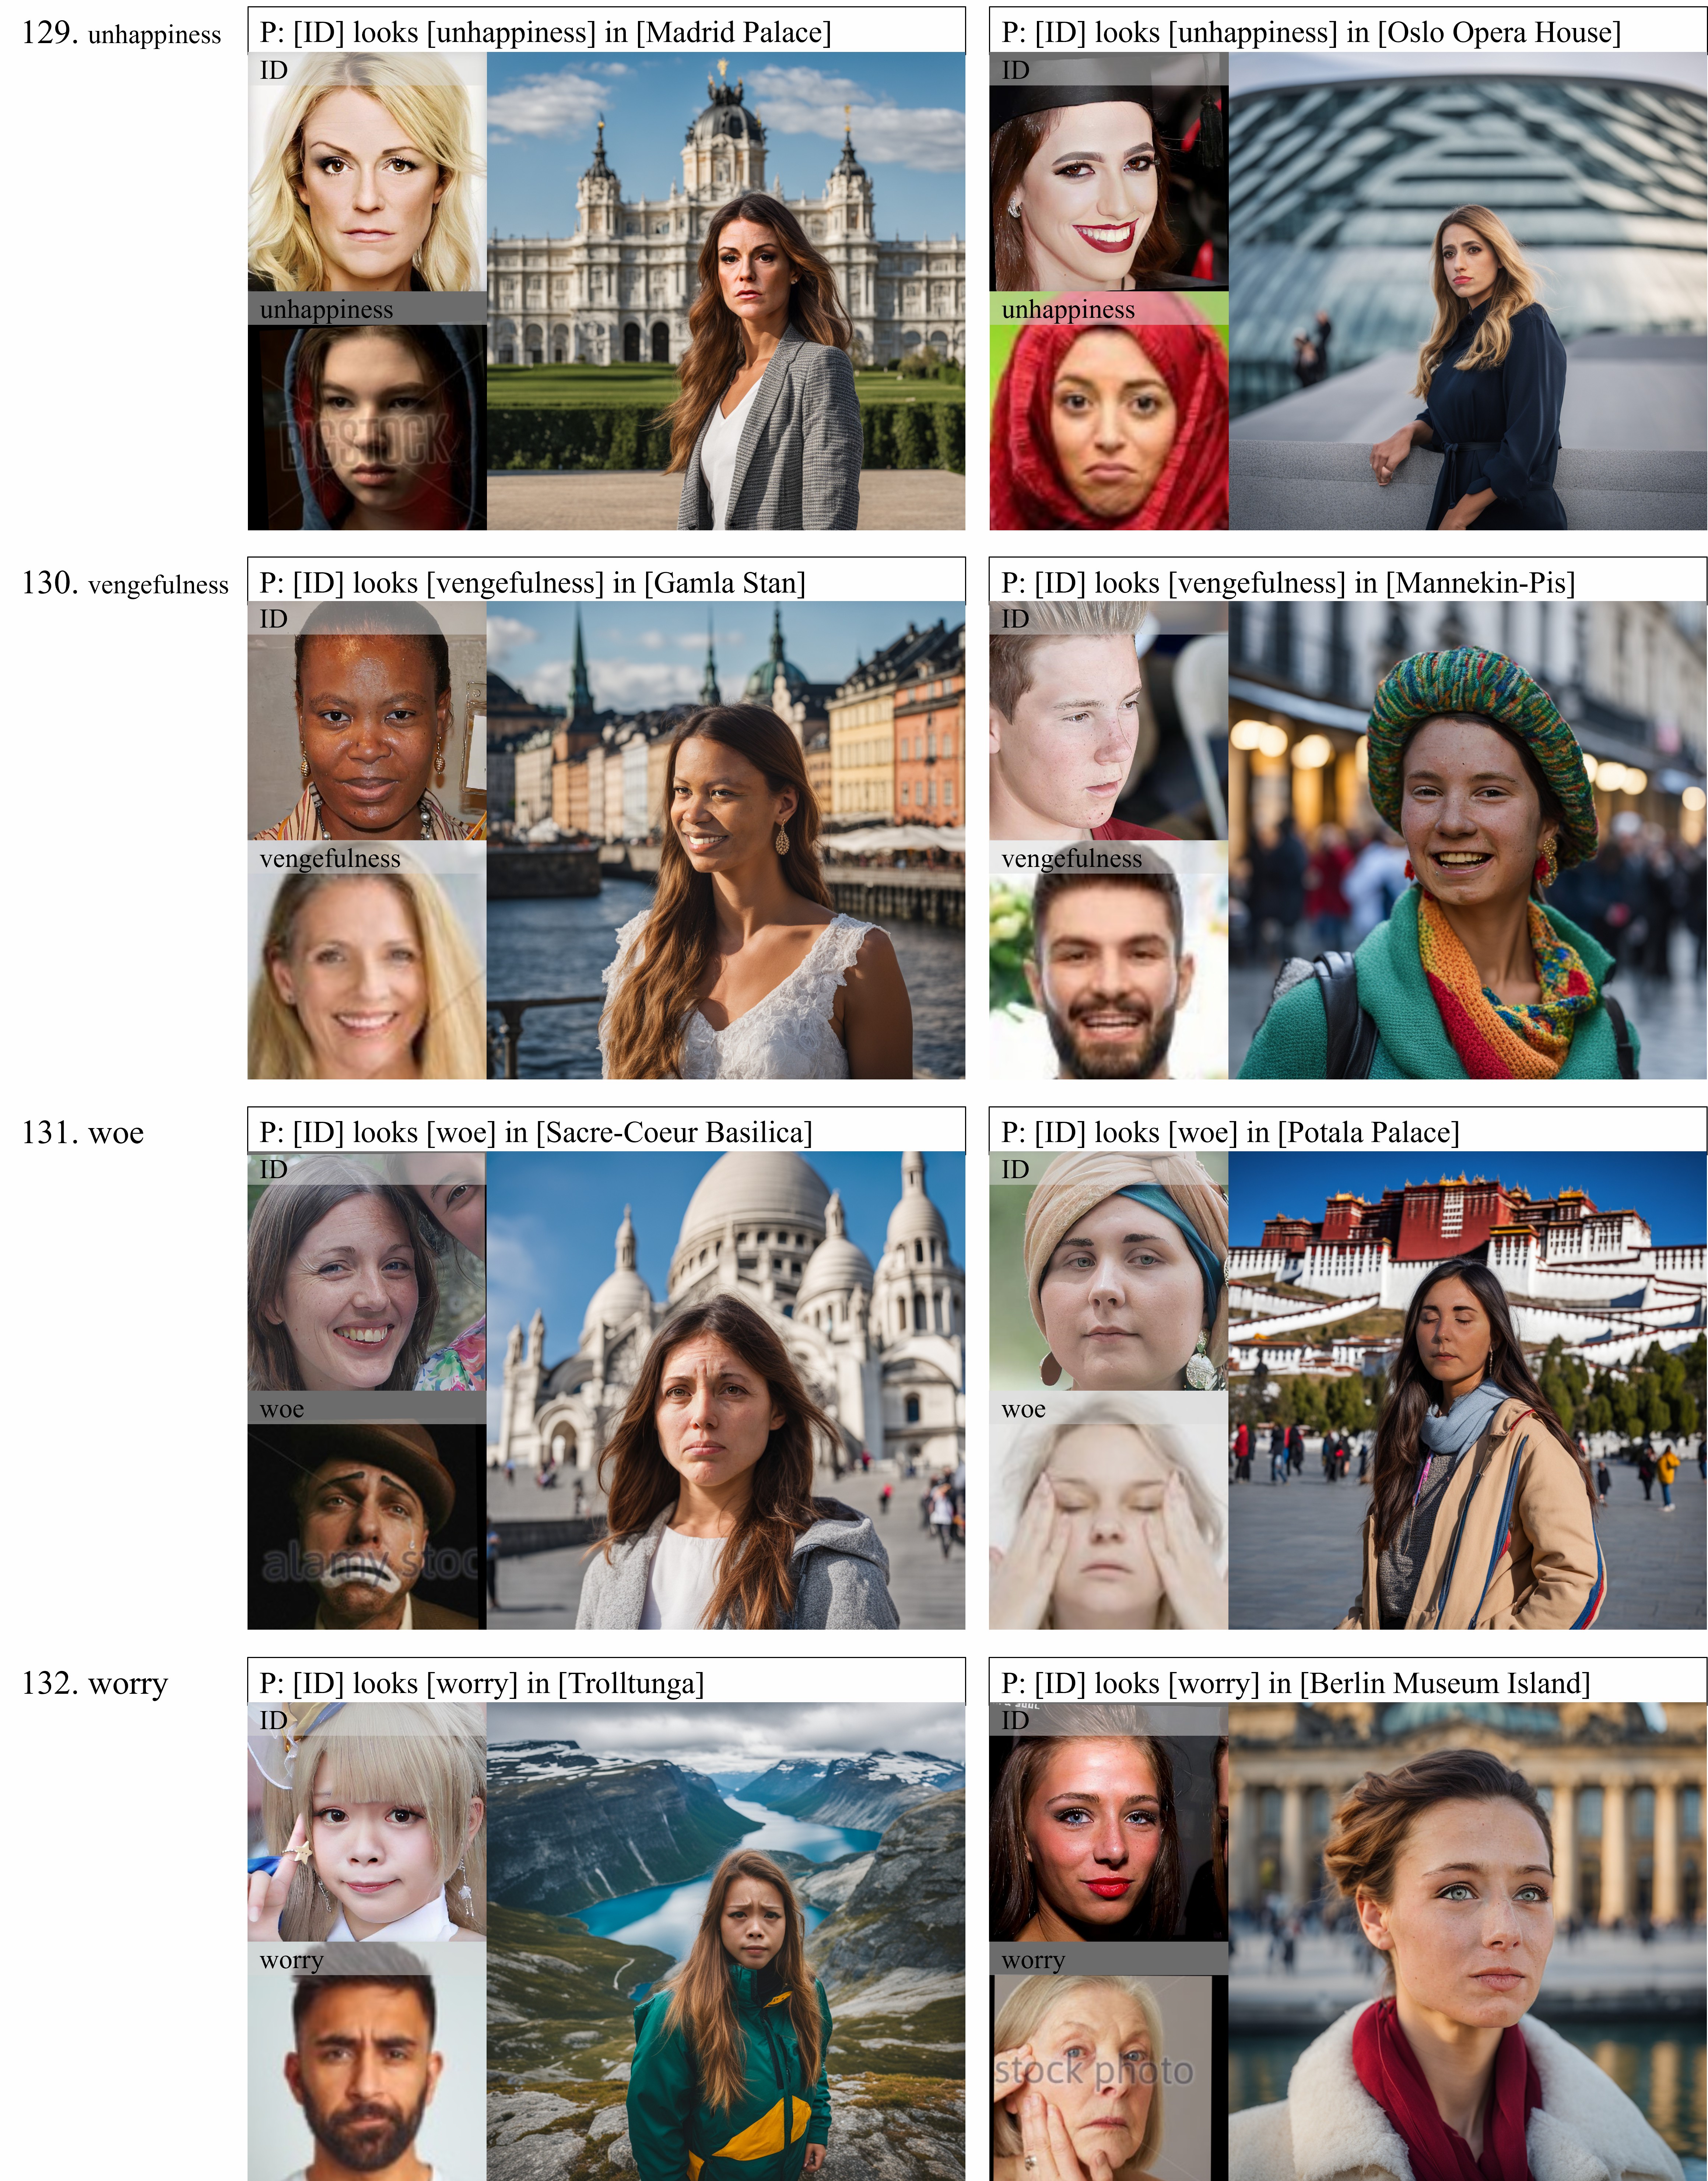 129. unhappiness
P: [ID] looks [unhappiness] in [Madrid Palace]
ID
unhappiness
BIGSTOCK
P: [ID] looks [unhappiness] in [Oslo Opera House]
ID
unhappiness
130. vengefulness
P: [ID] looks [vengefulness] in [Gamla Stan]
ID
vengefulness
P: [ID] looks [vengefulness] in [Mannekin-Pis]
ID
vengefulness
131. woe
P: [ID] looks [woe] in [Sacre-Coeur Basilica]
ID
woe
alamy stoc
P: [ID] looks [woe] in [Potala Palace]
ID
woe
132. worry
P: [ID] looks [worry] in [Trolltunga]
ID
worry
P: [ID] looks [worry] in [Berlin Museum Island]
ID
worry
stock photo